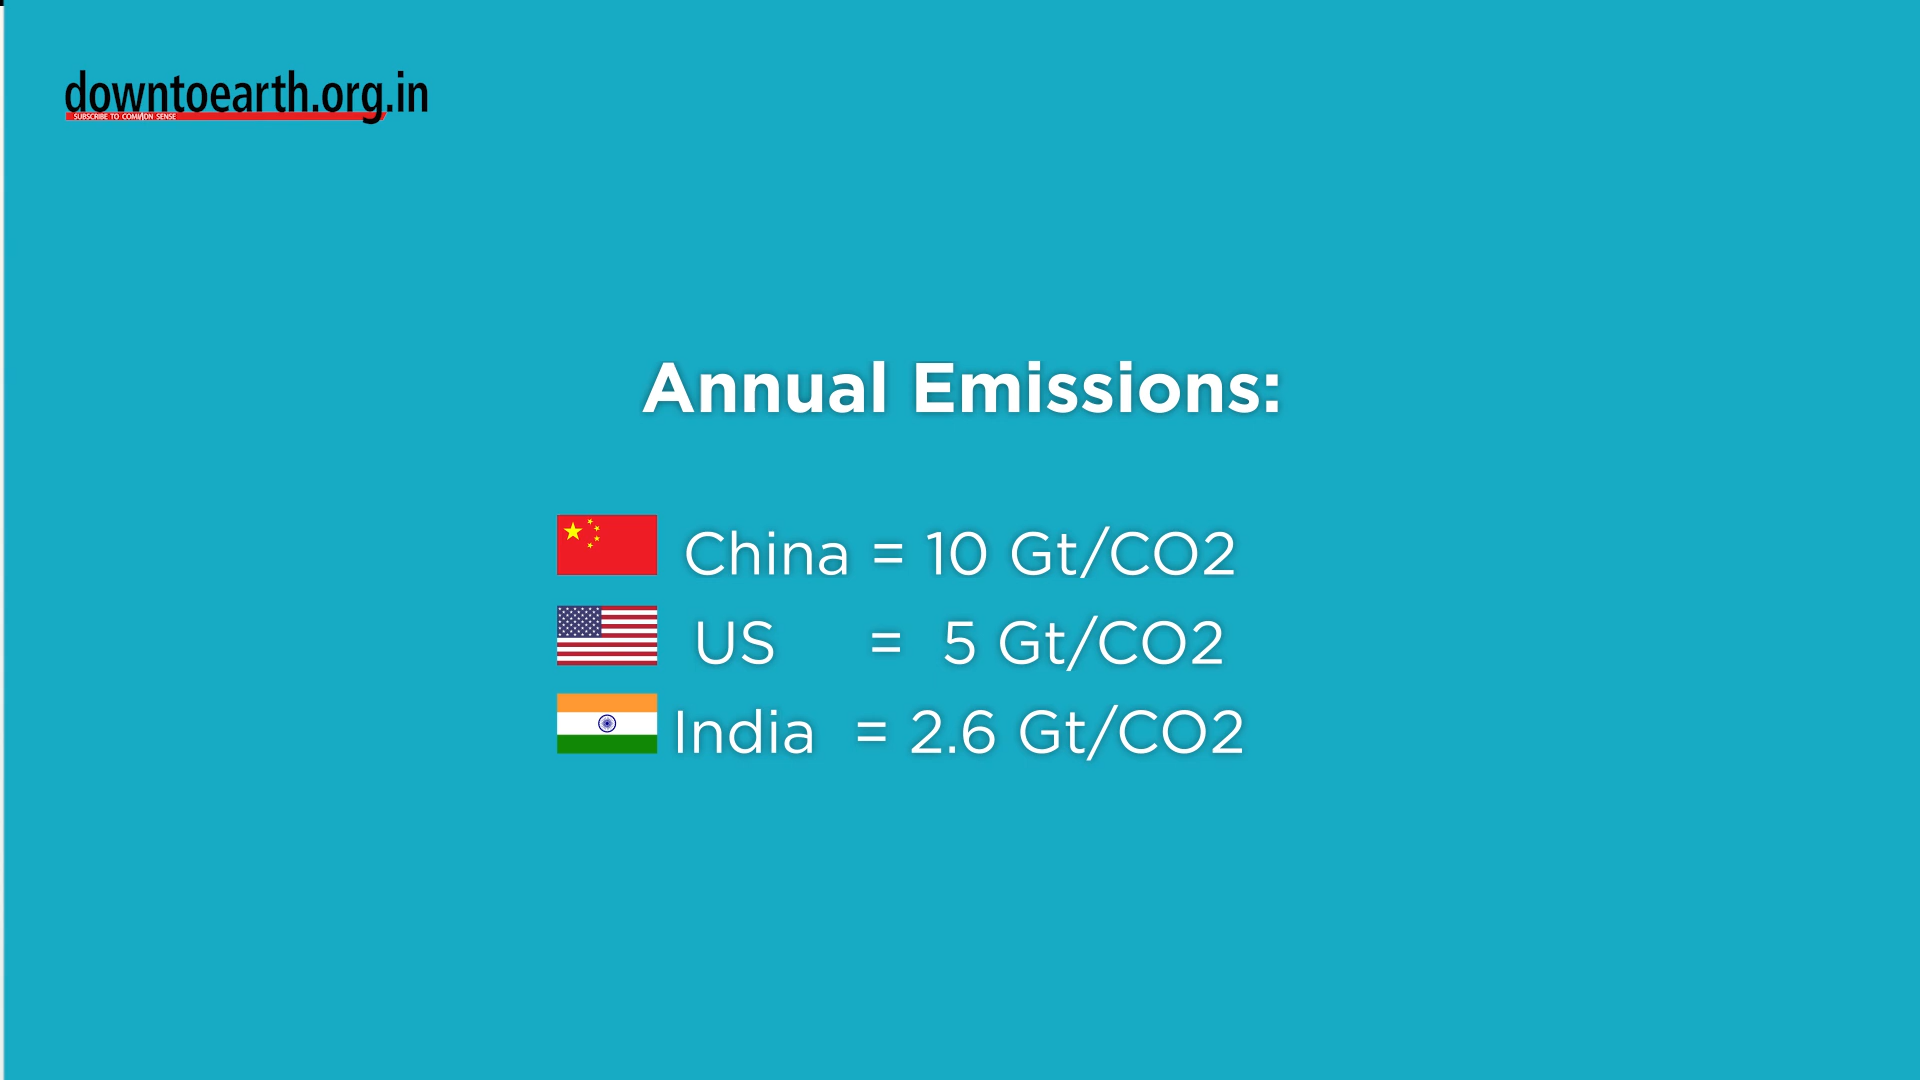 downtoearth.org.in
SUBSCRIBE TO COMMON SENSE
Annual Emissions:
China = 10 Gt/CO2
US = 5 Gt/CO2
India = 2.6 Gt/CO2